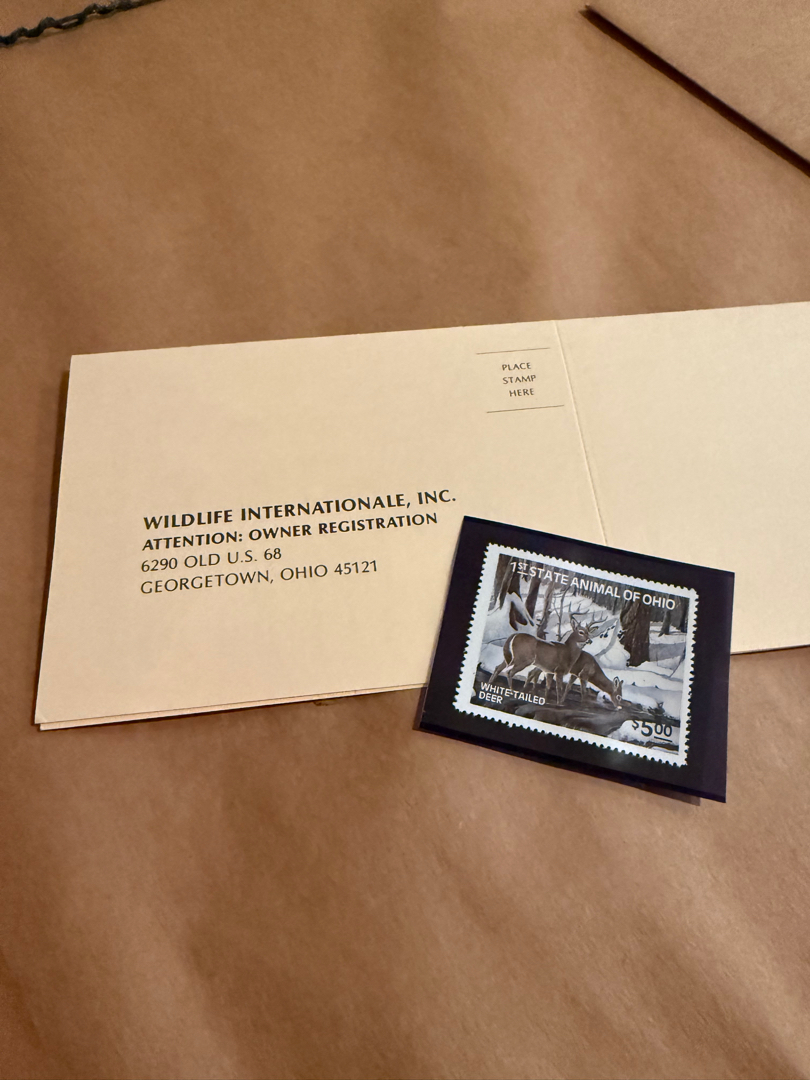 PLACE
STAMP
HERE
WILDLIFE INTERNATIONALE, INC.
ATTENTION: OWNER REGISTRATION
6290 OLD U.S. 68
GEORGETOWN, OHIO 45121
1ST STATE ANIMAL OF OHIO
WHITE-TAILED
DEER
$5.00